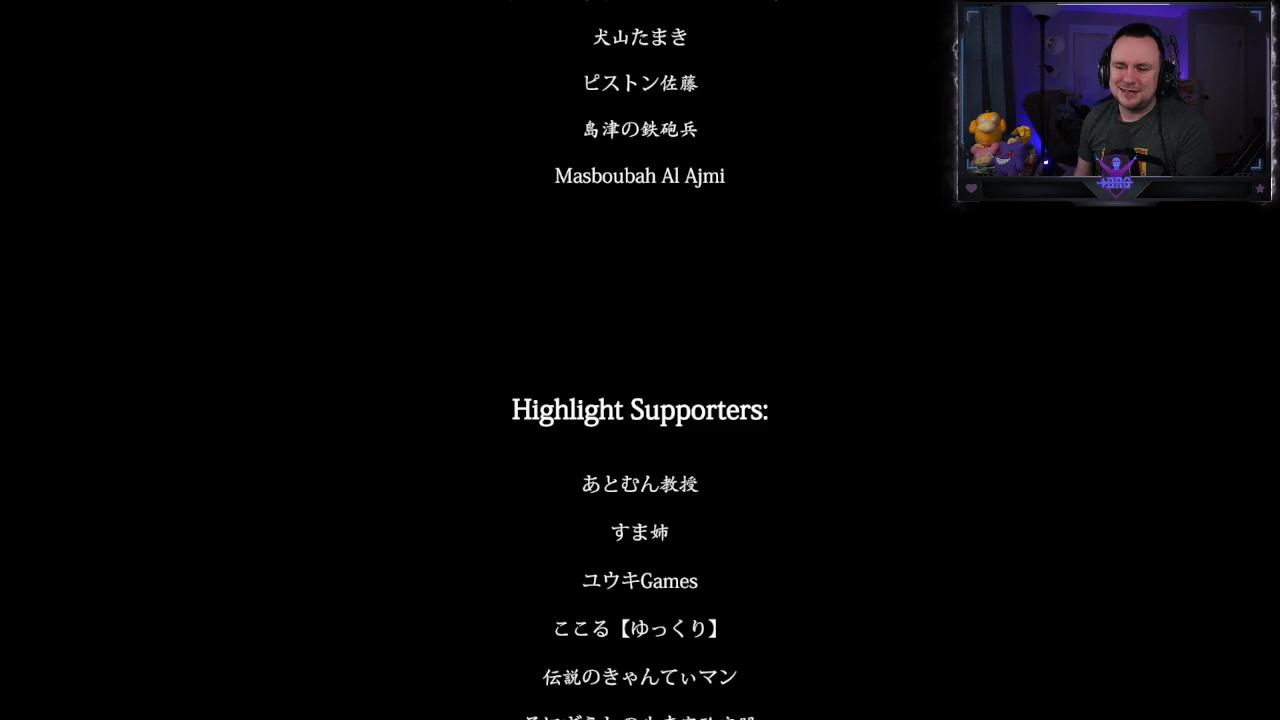 犬山たまき
ピストン佐藤
島津の鉄砲兵
Masboubah Al Ajmi
Highlight Supporters:
あとむん教授
すま姉
ユウキGames
ここる【ゆっくり】
伝説のきゃんてぃマン